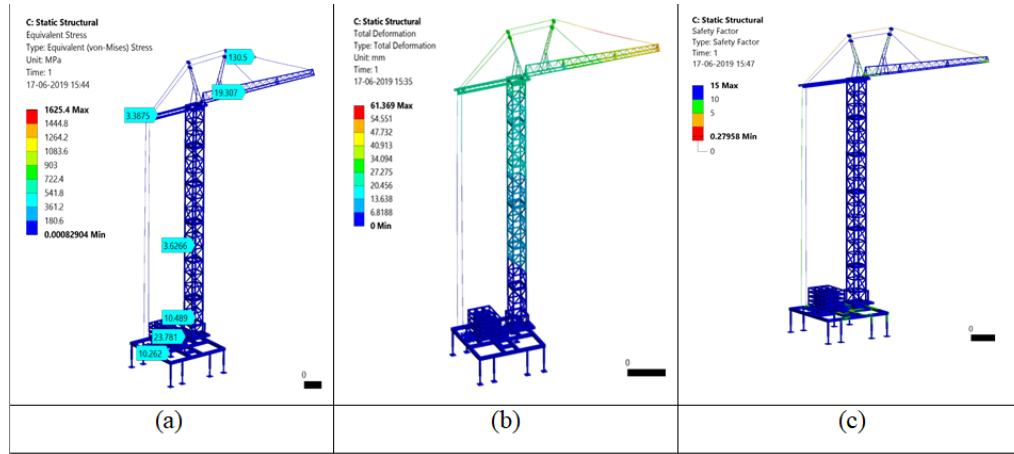 C: Static Structural
Equivalent Stress
Type: Equivalent (von-Mises) Stress
Unit: MPa
Time: 1
17-06-2019 15:44
1625.4 Max
1444.8
1264.2
1083.6
903
722.4
541.8
361.2
180.6
0.00082904 Min
130.5
19.307
3.3875
3.6266
10.489
23.781
10.262
0
(a)
C: Static Structural
Total Deformation
Type: Total Deformation
Unit: mm
Time: 1
17-06-2019 15:35
61.369 Max
54.551
47.732
40.913
34.094
27.275
20.456
13.638
6.8188
0 Min
0
(b)
C: Static Structural
Safety Factor
Type: Safety Factor
Time: 1
17-06-2019 15:47
15 Max
10
5
0.27958 Min
0
0
(c)